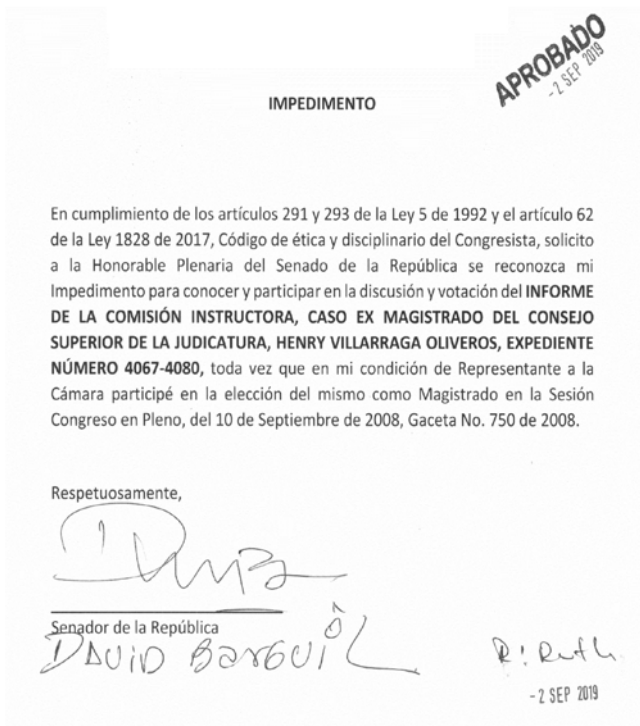 APROBADO
-2 SEP 2019
IMPEDIMENTO
En cumplimiento de los artículos 291 y 293 de la Ley 5 de 1992 y el artículo 62
de la Ley 1828 de 2017, Código de ética y disciplinario del Congresista, solicito
a la Honorable Plenaria del Senado de la República se reconozca mi
Impedimento para conocer y participar en la discusión y votación del INFORME
DE LA COMISIÓN INSTRUCTORA, CASO EX MAGISTRADO DEL CONSEJO
SUPERIOR DE LA JUDICATURA, HENRY VILLARRAGA OLIVEROS, EXPEDIENTE
NÚMERO 4067-4080, toda vez que en mi condición de Representante a la
Cámara participé en la elección del mismo como Magistrado en la Sesión
Congreso en Pleno, del 10 de Septiembre de 2008, Gaceta No. 750 de 2008.
Respetuosamente,
Senador de la República
DAViD BarGUiL
R: Ruth
-2 SEP 2019